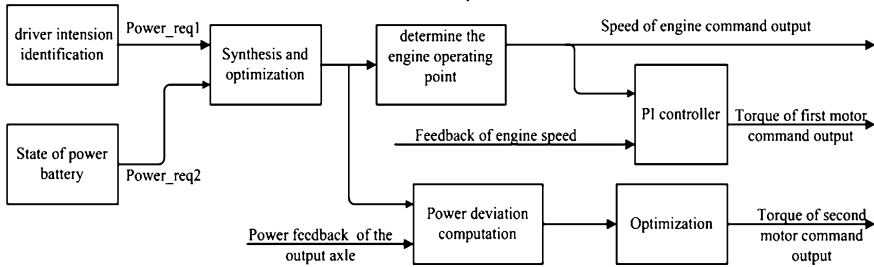 driver intension
identification
Power_req1
Synthesis and
optimization
determine the
engine operating
point
Speed of engine command output
PI controller
Torque of first motor
command output
Feedback of engine speed
State of power
battery
Power_req2
Power deviation
computation
Optimization
Torque of second
motor command
output
Power feedback of the
output axle